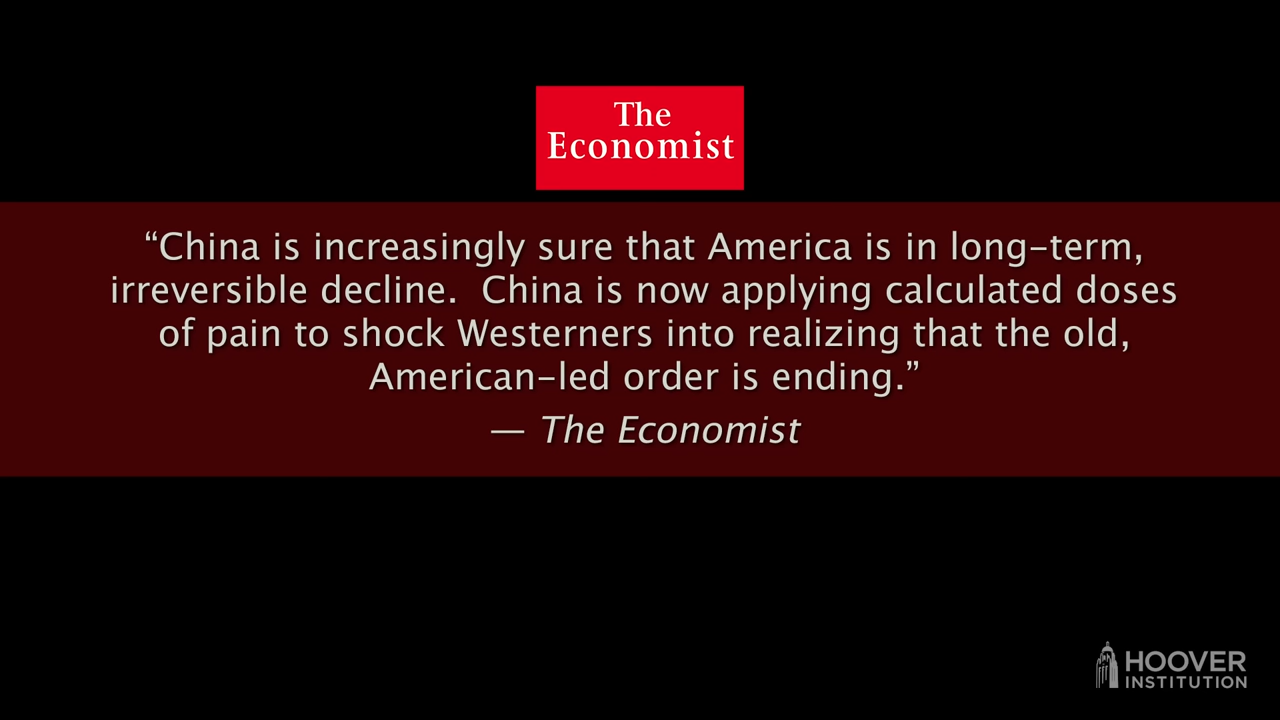 The
Economist
“China is increasingly sure that America is in long–term,
irreversible decline.  China is now applying calculated doses
of pain to shock Westerners into realizing that the old,
American–led order is ending.”
— The Economist
HOOVER
INSTITUTION